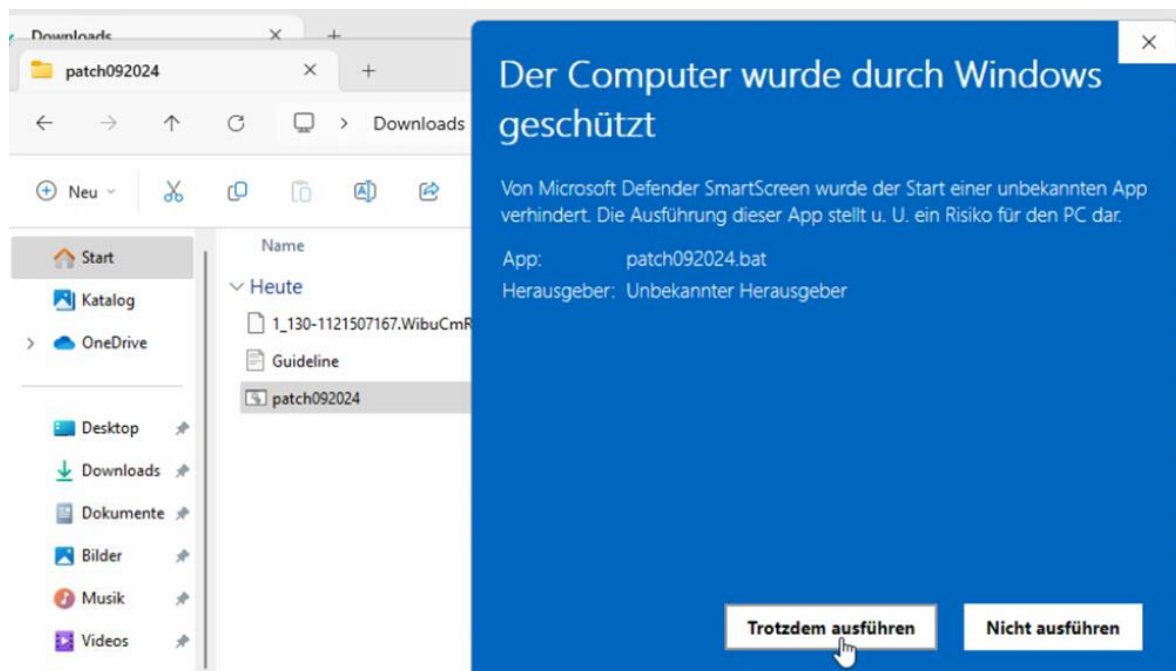 Downloads
patch092024
Downloads
Neu
Start
Katalog
OneDrive
Desktop
Downloads
Dokumente
Bilder
Musik
Videos
Name
Heute
1_130-1121507167.WibuCmR
Guideline
patch092024
Der Computer wurde durch Windows
geschützt
Von Microsoft Defender SmartScreen wurde der Start einer unbekannten App
verhindert. Die Ausführung dieser App stellt u. U. ein Risiko für den PC dar.
App: patch092024.bat
Herausgeber: Unbekannter Herausgeber
Trotzdem ausführen
Nicht ausführen